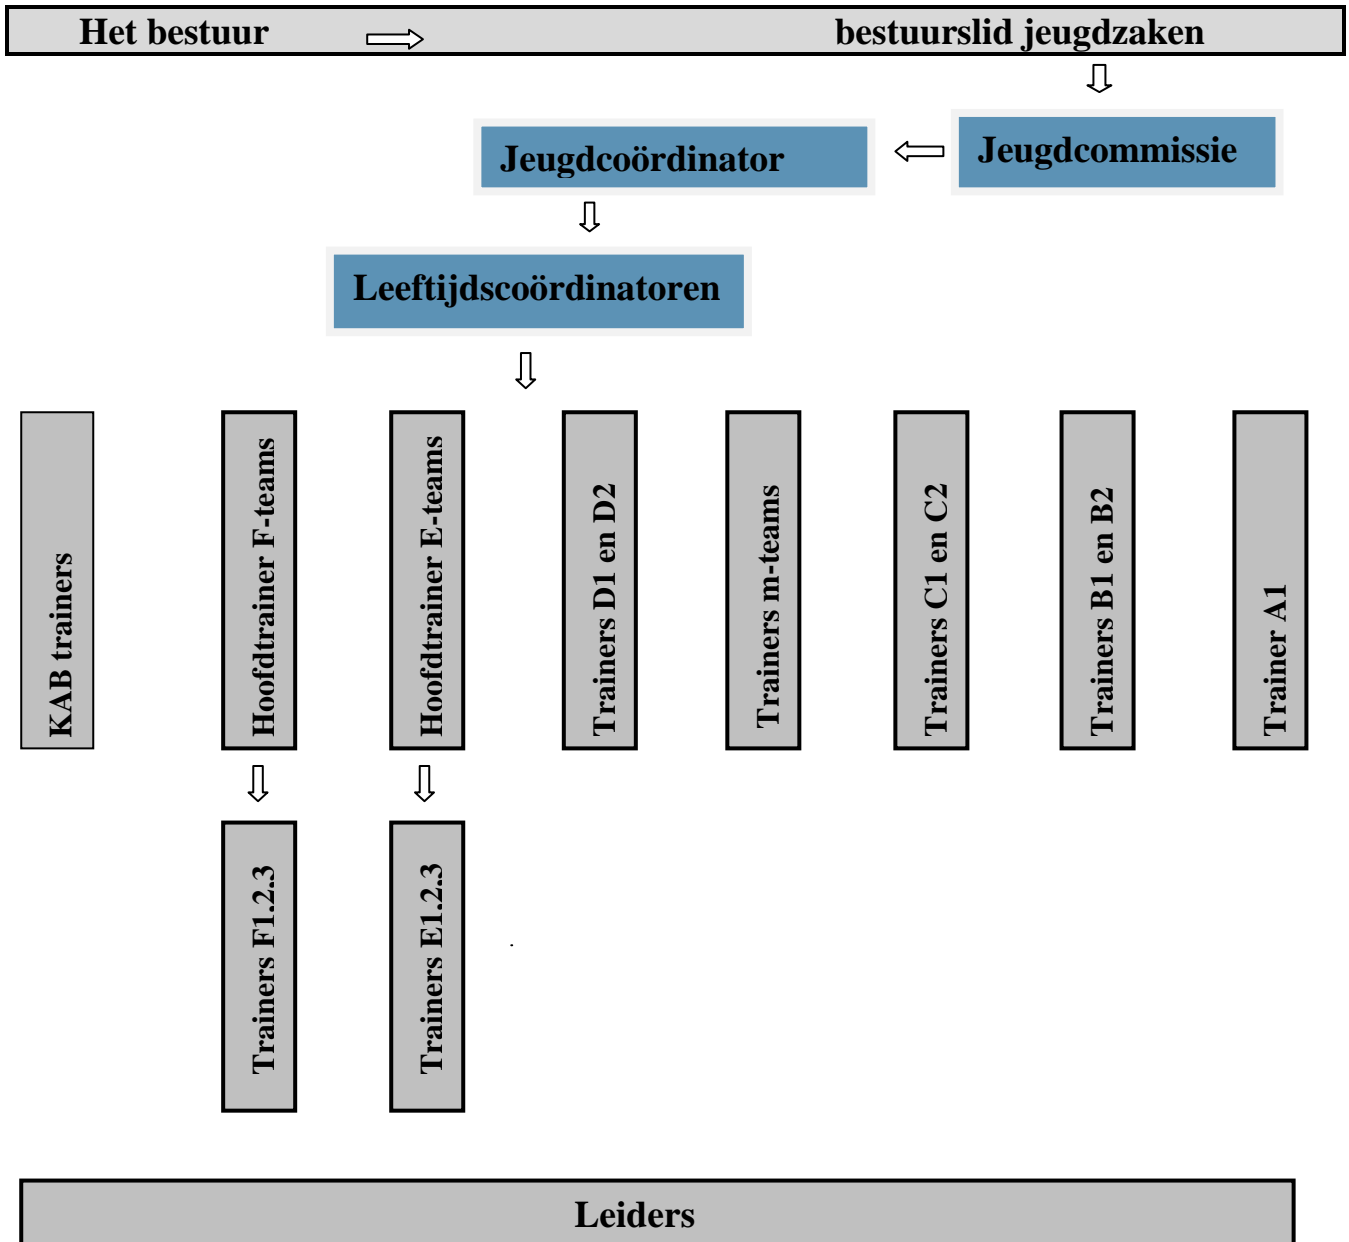 Het bestuur bestuurslid jeugdzaken
Jeugdcommissie
Jeugdcoördinator
Leeftijdscoördinatoren
KAB trainers
Hoofdtrainer F-teams
Hoofdtrainer E-teams
Trainers D1 en D2
Trainers m-teams
Trainers C1 en C2
Trainers B1 en B2
Trainer A1
Trainers F1.2.3
Trainers E1.2.3
.
Leiders